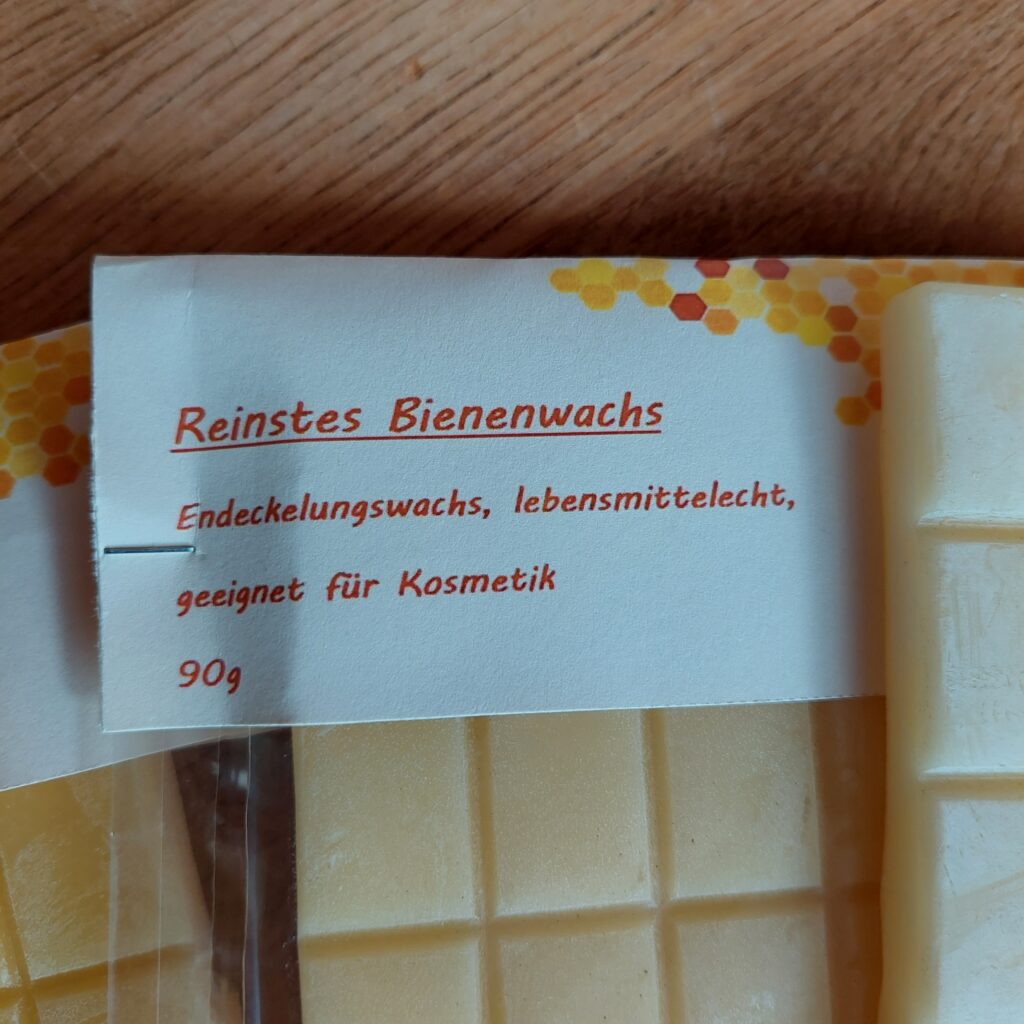 Reinstes Bienenwachs
Endeckelungswachs, lebensmittelecht,
geeignet für Kosmetik
90g